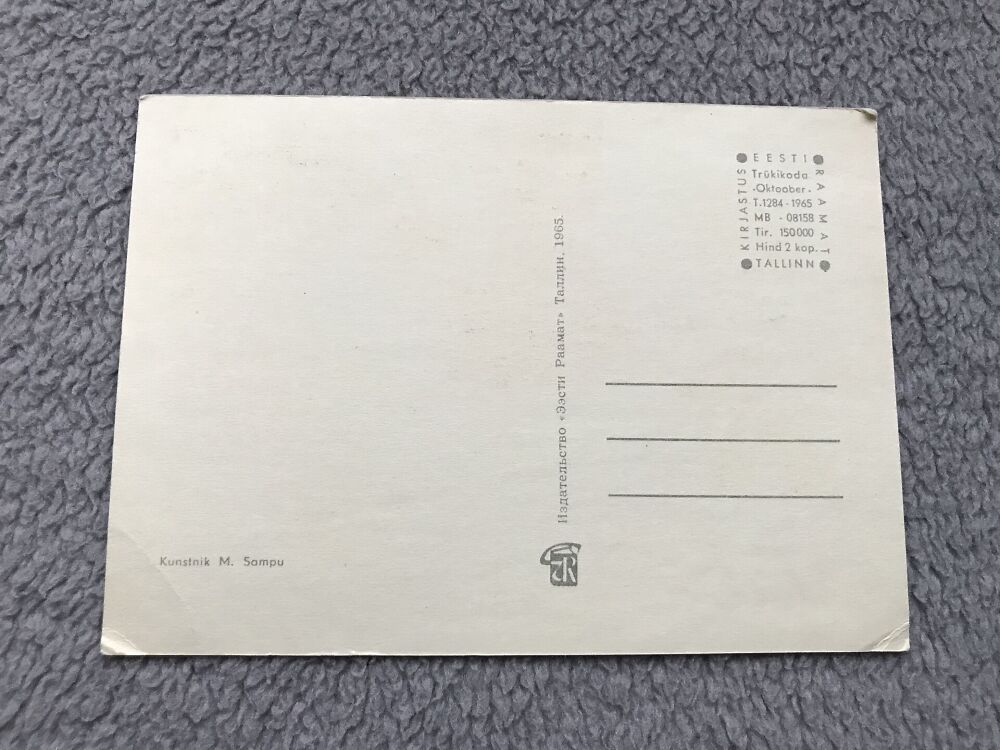 EESTI
RAAMAT
KIRJASTUS
Trükikoda
·Oktoober·
T.1284-1965
MB - 08158
Tir. 150000
Hind 2 kop.
TALLINN
Издательство «Ээсти Раамат» Таллин, 1965.
Kunstnik M. Sampu